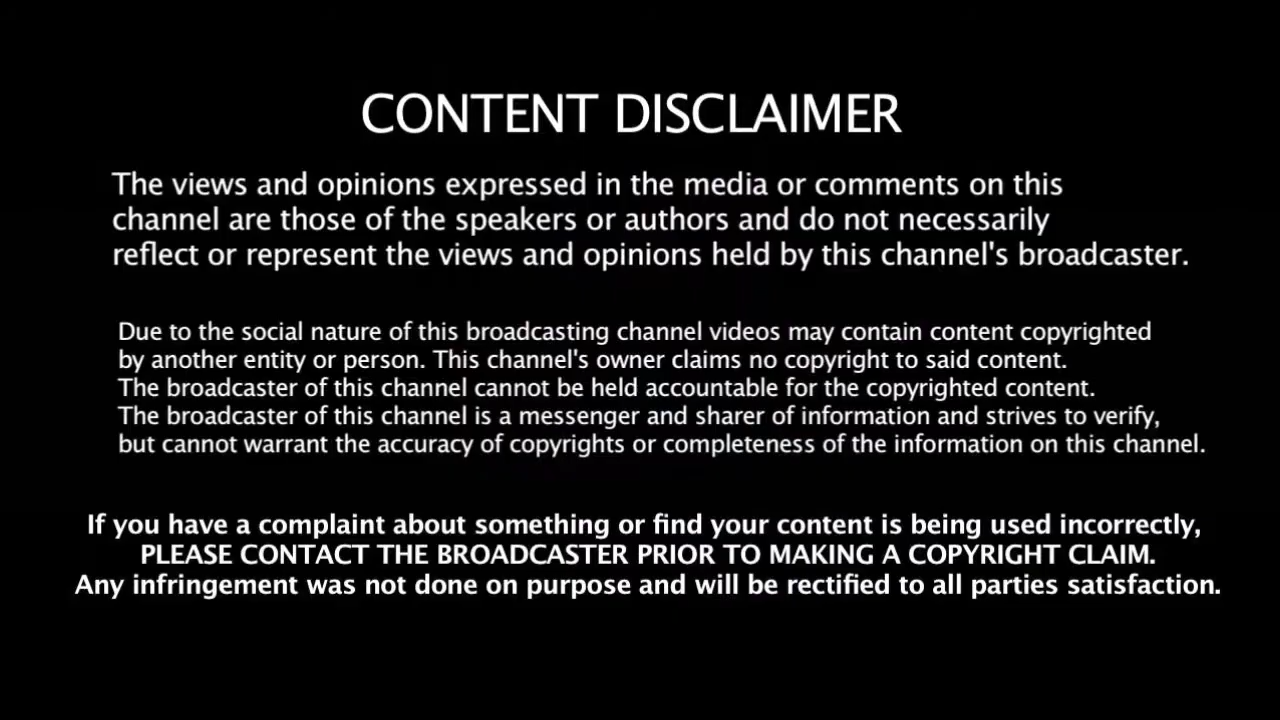 CONTENT DISCLAIMER
The views and opinions expressed in the media or comments on this
channel are those of the speakers or authors and do not necessarily
reflect or represent the views and opinions held by this channel's broadcaster.
Due to the social nature of this broadcasting channel videos may contain content copyrighted
by another entity or person. This channel's owner claims no copyright to said content.
The broadcaster of this channel cannot be held accountable for the copyrighted content.
The broadcaster of this channel is a messenger and sharer of information and strives to verify,
but cannot warrant the accuracy of copyrights or completeness of the information on this channel.
If you have a complaint about something or find your content is being used incorrectly,
PLEASE CONTACT THE BROADCASTER PRIOR TO MAKING A COPYRIGHT CLAIM.
Any infringement was not done on purpose and will be rectified to all parties satisfaction.